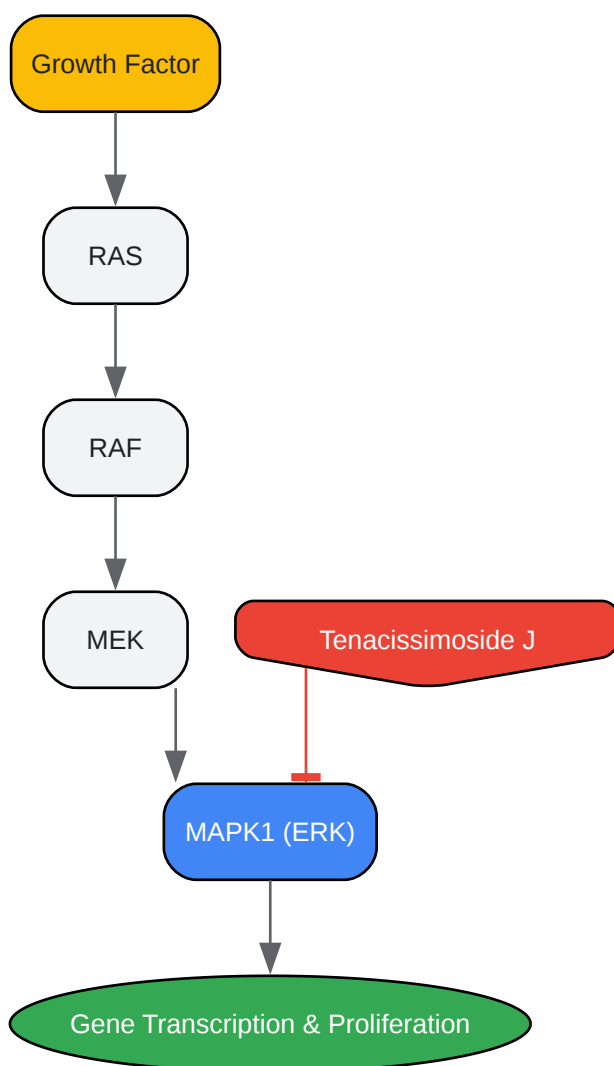 Growth Factor
RAS
RAF
MEK
Tenacissimoside J
MAPK1 (ERK)
Gene Transcription & Proliferation